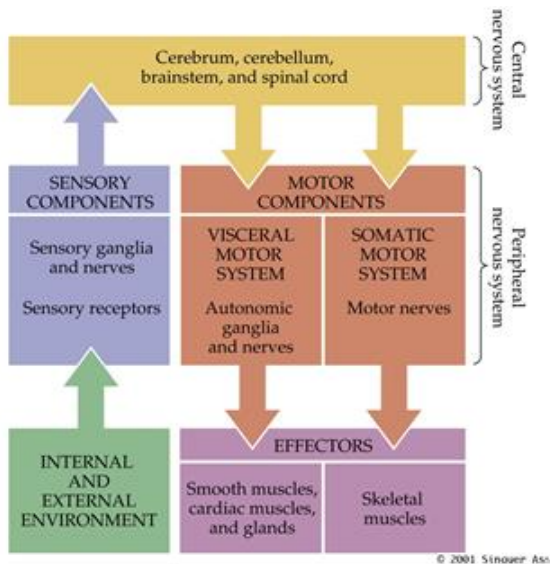 Cerebrum, cerebellum,
brainstem, and spinal cord
Central
nervous system
SENSORY
COMPONENTS
Sensory ganglia
and nerves
Sensory receptors
MOTOR
COMPONENTS
VISCERAL
MOTOR
SYSTEM
Autonomic
ganglia
and nerves
SOMATIC
MOTOR
SYSTEM
Motor nerves
Peripheral
nervous system
INTERNAL
AND
EXTERNAL
ENVIRONMENT
EFFECTORS
Smooth muscles,
cardiac muscles,
and glands
Skeletal
muscles
© 2001 Sinauer Ass